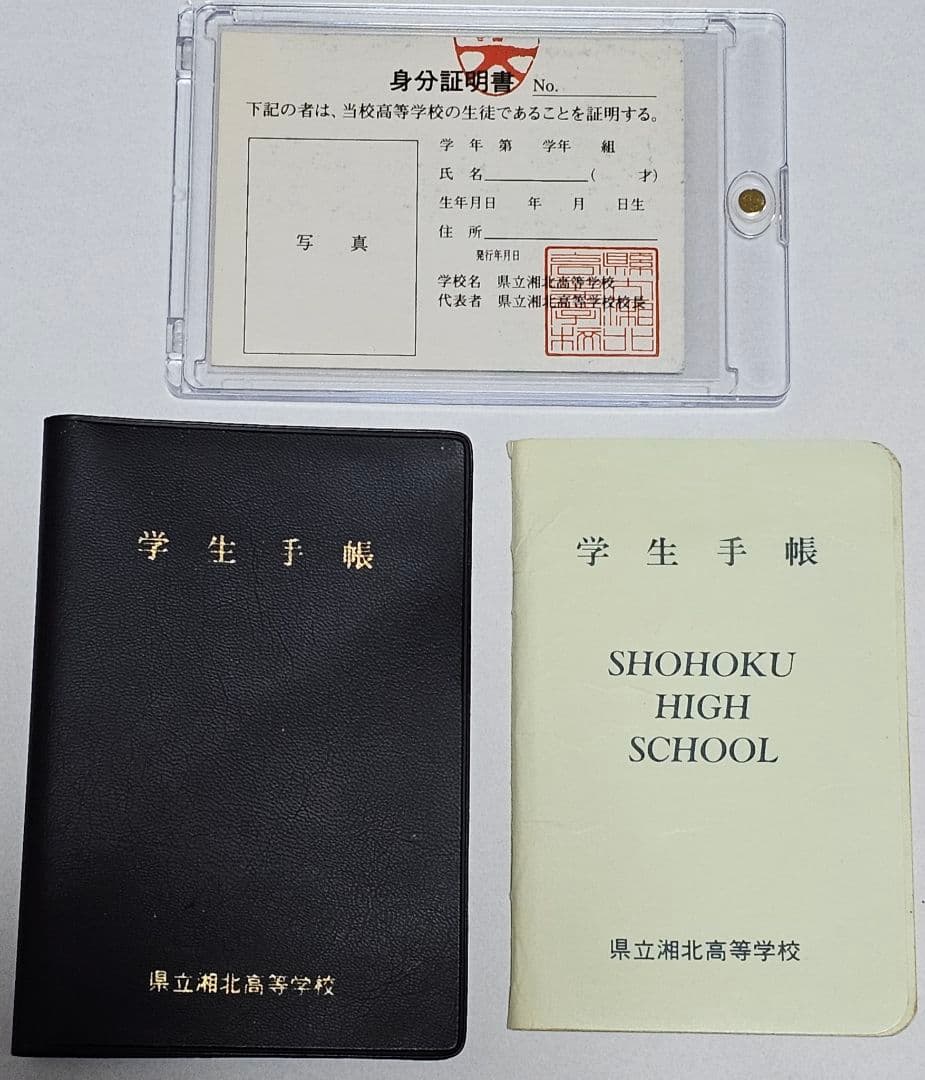 身分証明書 No.
下記の者は、当校高等学校の生徒であることを証明する。
写 真
学 年 第 学年 組
氏 名 ( 才)
生年月日 年 月 日生
住 所
発行年月日
学校名 県立湘北高等学校
代表者 県立湘北高等学校校長
学生手帳
県立湘北高等学校
学生手帳
SHOHOKU
HIGH
SCHOOL
県立湘北高等学校